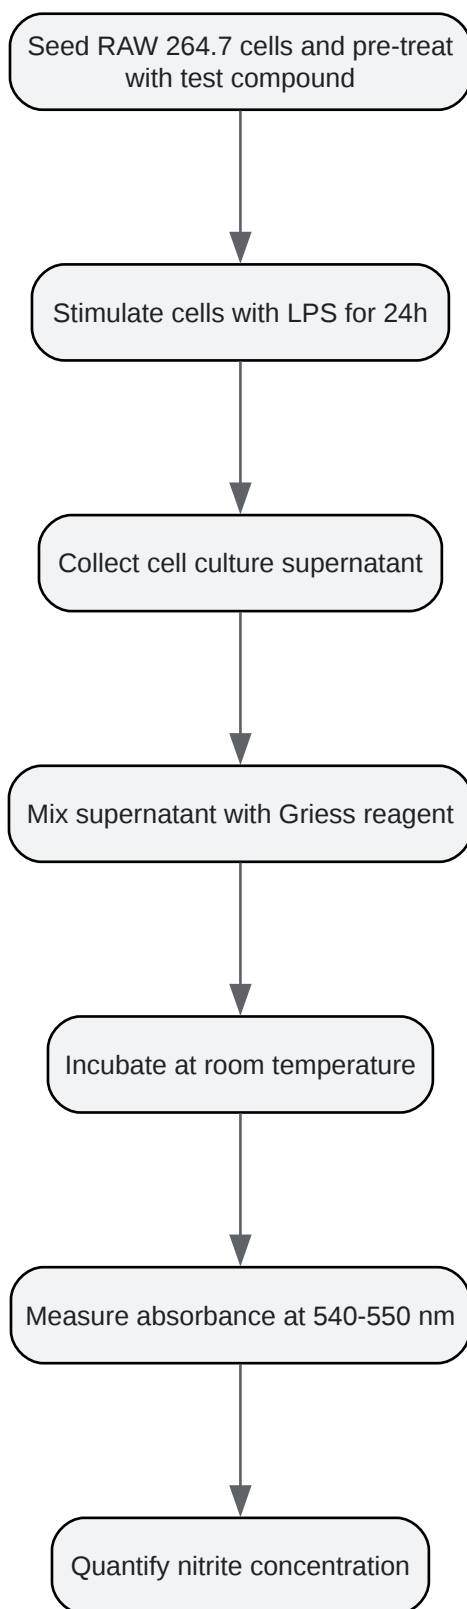 Seed RAW 264.7 cells and pre-treat
with test compound
Stimulate cells with LPS for 24h
Collect cell culture supernatant
Mix supernatant with Griess reagent
Incubate at room temperature
Measure absorbance at 540-550 nm
Quantify nitrite concentration